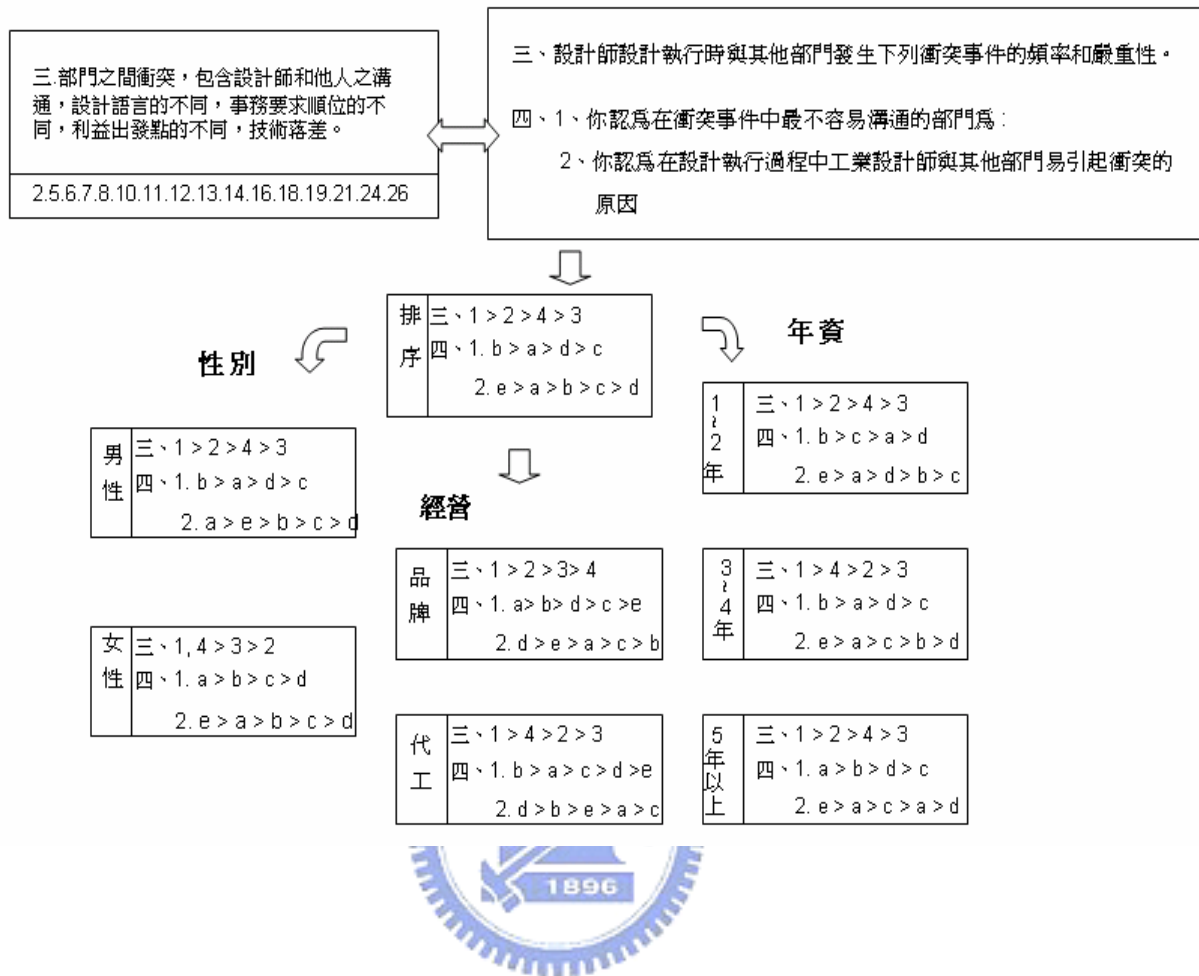 三.部門之間衝突，包含設計師和他人之溝
通，設計語言的不同，事務要求順位的不
同，利益出發點的不同，技術落差。
2.5.6.7.8.10.11.12.13.14.16.18.19.21.24.26
三、設計師設計執行時與其他部門發生下列衝突事件的頻率和嚴重性。
四、1、你認為在衝突事件中最不容易溝通的部門為：
2、你認為在設計執行過程中工業設計師與其他部門易引起衝突的
原因
排序
三、1 > 2 > 4 > 3
四、1. b > a > d > c
2. e > a > b > c > d
性別
男性
三、1 > 2 > 4 > 3
四、1. b > a > d > c
2. a > e > b > c > d
女性
三、1, 4 > 3 > 2
四、1. a > b > c > d
2. e > a > b > c > d
經營
品牌
三、1 > 2 > 3> 4
四、1. a> b > d > c >e
2. d > e > a > c > b
代工
三、1 > 4 > 2 > 3
四、1. b > a > c > d >e
2. d > b > e > a > c
年資
1~2年
三、1 > 2 > 4 > 3
四、1. b > c > a > d
2. e > a > d > b > c
3~4年
三、1 > 4 > 2 > 3
四、1. b > a > d > c
2. e > a > c > b > d
5年以上
三、1 > 2 > 4 > 3
四、1. a > b > d > c
2. e > a > c > a > d
1896